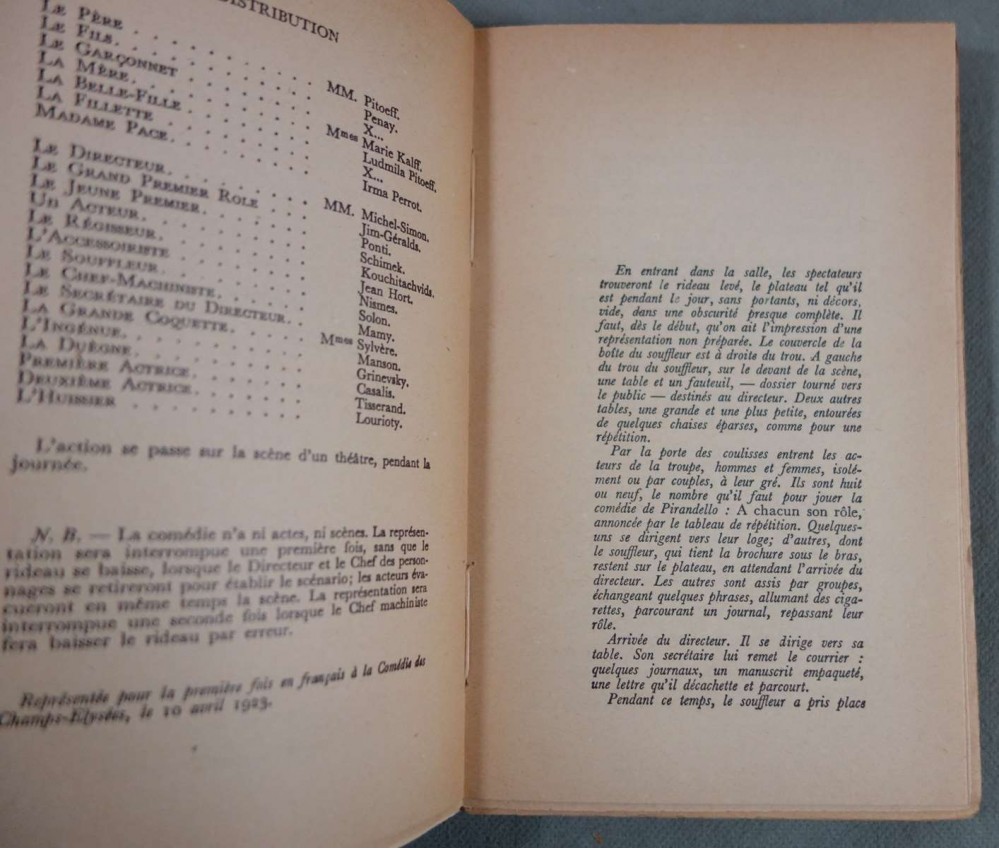 DISTRIBUTION
LE PÈRE . . . . . . . . . . MM. Pitoeff.
LE FILS. . . . . . . . . . . Penay.
LE GARÇONNET . . . . . . . . X...
LA MÈRE. . . . . . . . . . . Mmes Marie Kalff.
LA BELLE-FILLE . . . . . . . Ludmila Pitoeff.
LA FILLETTE . . . . . . . . X...
MADAME PACE. . . . . . . . . Irma Perrot.
LE DIRECTEUR. . . . . . . . MM. Michel-Simon.
LE GRAND PREMIER ROLE . . . Jim-Géralds.
LE JEUNE PREMIER. . . . . . Ponti.
UN ACTEUR. . . . . . . . . . Schimek.
LE RÉGISSEUR. . . . . . . . Kouchitachvids.
L'ACCESSOIRISTE . . . . . . Jean Hort.
LE SOUFFLEUR. . . . . . . . Nismes.
LE CHEF-MACHINISTE. . . . . Solon.
LE SECRÉTAIRE DU DIRECTEUR. . Mamy.
LA GRANDE COQUETTE. . . . . Mmes Sylvère.
L'INGÉNUE. . . . . . . . . . Manson.
LA DUÈGNE. . . . . . . . . . Grinevsky.
PREMIÈRE ACTRICE. . . . . . Casalis.
DEUXIÈME ACTRICE. . . . . . Tisserand.
L'HUISSIER . . . . . . . . . Lourioty.
L'action se passe sur la scène d'un théâtre, pendant la
journée.
N. B. — La comédie n'a ni actes, ni scènes. La représen-
tation sera interrompue une première fois, sans que le
rideau se baisse, lorsque le Directeur et le Chef des person-
nages se retireront pour établir le scénario; les acteurs éva-
cueront en même temps la scène. La représentation sera
interrompue une seconde fois lorsque le Chef machiniste
fera baisser le rideau par erreur.
Représentée pour la première fois en français à la Comédie des
Champs-Elysées, le 10 avril 1923.
En entrant dans la salle, les spectateurs
trouveront le rideau levé, le plateau tel qu'il
est pendant le jour, sans portants, ni décors,
vide, dans une obscurité presque complète. Il
faut, dès le début, qu'on ait l'impression d'une
représentation non préparée. Le couvercle de la
boîte du souffleur est à droite du trou. A gauche
du trou du souffleur, sur le devant de la scène,
une table et un fauteuil, — dossier tourné vers
le public — destinés au directeur. Deux autres
tables, une grande et une plus petite, entourées
de quelques chaises éparses, comme pour une
répétition.
Par la porte des coulisses entrent les ac-
teurs de la troupe, hommes et femmes, isolé-
ment ou par couples, à leur gré. Ils sont huit
ou neuf, le nombre qu'il faut pour jouer la
comédie de Pirandello : A chacun son rôle,
annoncée par le tableau de répétition. Quelques-
uns se dirigent vers leur loge; d'autres, dont
le souffleur, qui tient la brochure sous le bras,
restent sur le plateau, en attendant l'arrivée du
directeur. Les autres sont assis par groupes,
échangeant quelques phrases, allumant des ciga-
rettes, parcourant un journal, repassant leur
rôle.
Arrivée du directeur. Il se dirige vers sa
table. Son secrétaire lui remet le courrier :
quelques journaux, un manuscrit empaqueté,
une lettre qu'il décachette et parcourt.
Pendant ce temps, le souffleur a pris place